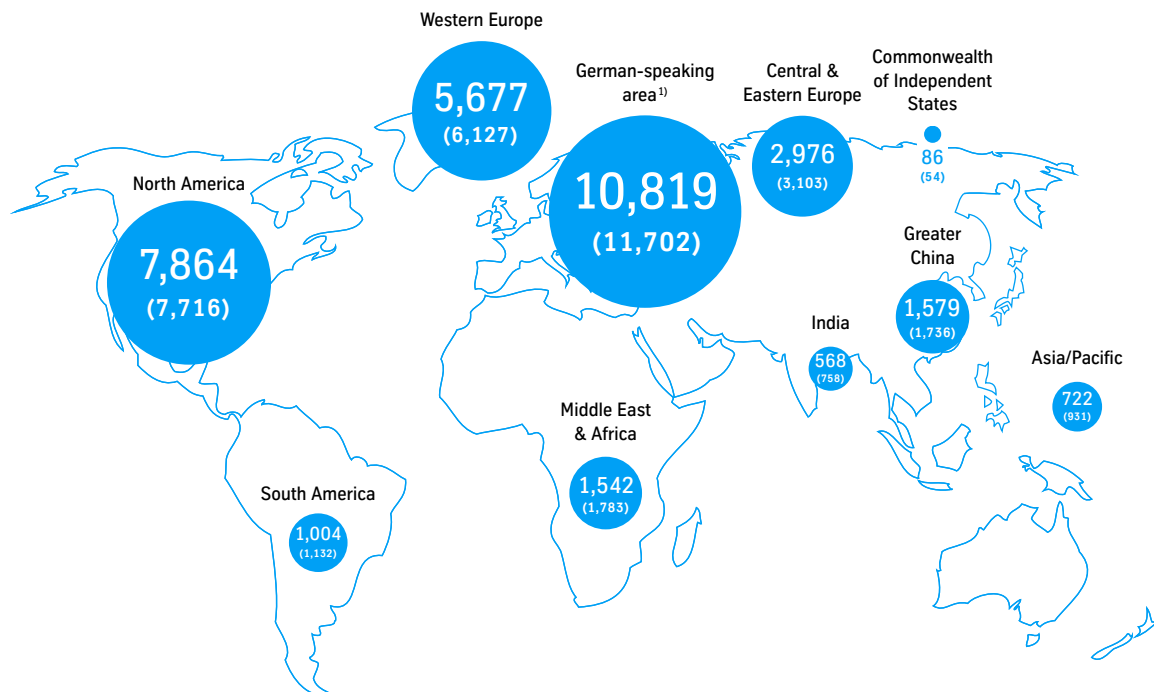 Western Europe
5,677
(6,127)
German-speaking
area1)
10,819
(11,702)
Central &
Eastern Europe
2,976
(3,103)
Commonwealth
of Independent
States
86
(54)
North America
7,864
(7,716)
Greater
China
1,579
(1,736)
India
568
(758)
Asia/Pacific
722
(931)
Middle East
& Africa
1,542
(1,783)
South America
1,004
(1,132)